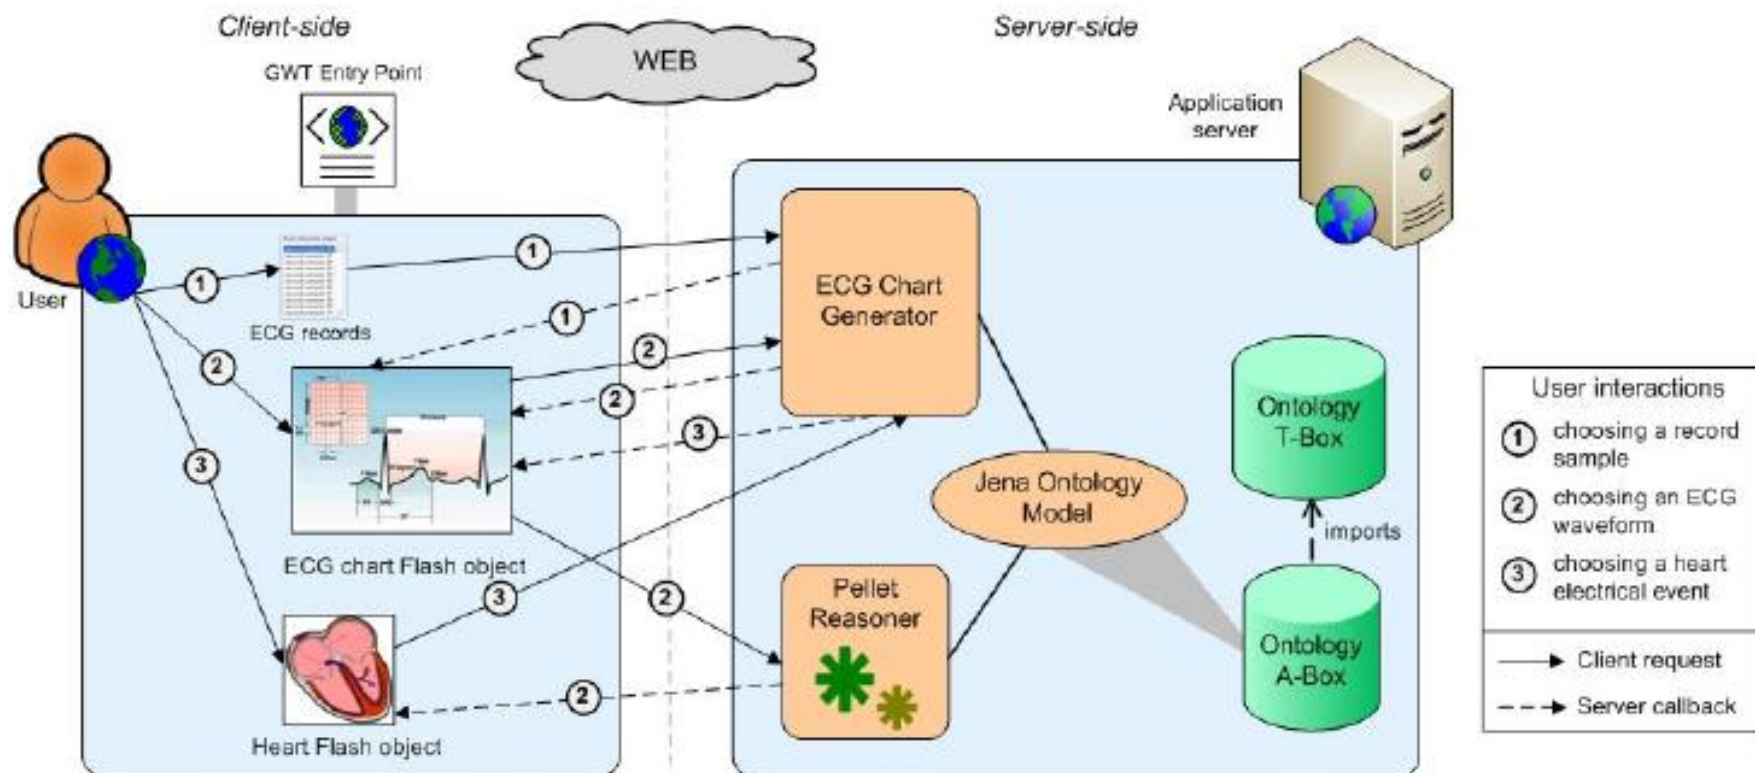 Client-side
WEB
Server-side
GWT Entry Point
Application
server
User
1
1
ECG records
1
2
2
2
3
3
ECG Chart
Generator
ECG chart Flash object
3
2
2
Heart Flash object
Jena Ontology
Model
Pellet
Reasoner
Ontology
T-Box
imports
Ontology
A-Box
User interactions
1 choosing a record
sample
2 choosing an ECG
waveform
3 choosing a heart
electrical event
Client request
Server callback